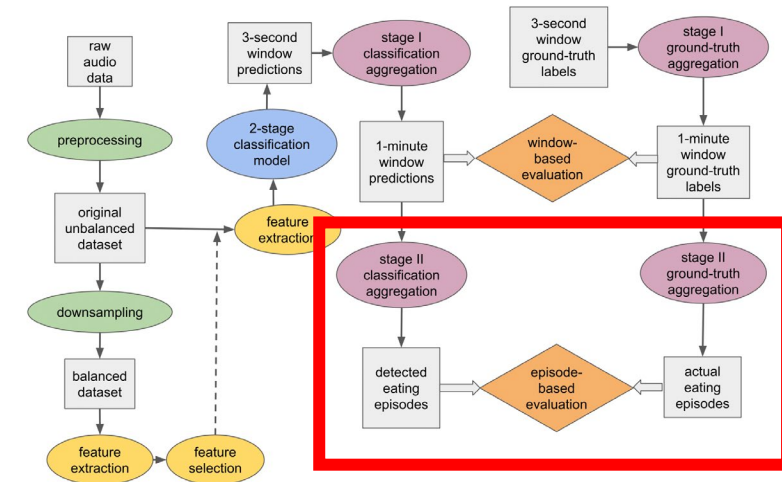 raw
audio
data
preprocessing
original
unbalanced
dataset
downsampling
balanced
dataset
feature
extraction
feature
selection
feature
extraction
2-stage
classification
model
3-second
window
predictions
stage I
classification
aggregation
1-minute
window
predictions
window-
based
evaluation
3-second
window
ground-truth
labels
stage I
ground-truth
aggregation
1-minute
window
ground-truth
labels
stage II
classification
aggregation
detected
eating
episodes
episode-
based
evaluation
stage II
ground-truth
aggregation
actual
eating
episodes